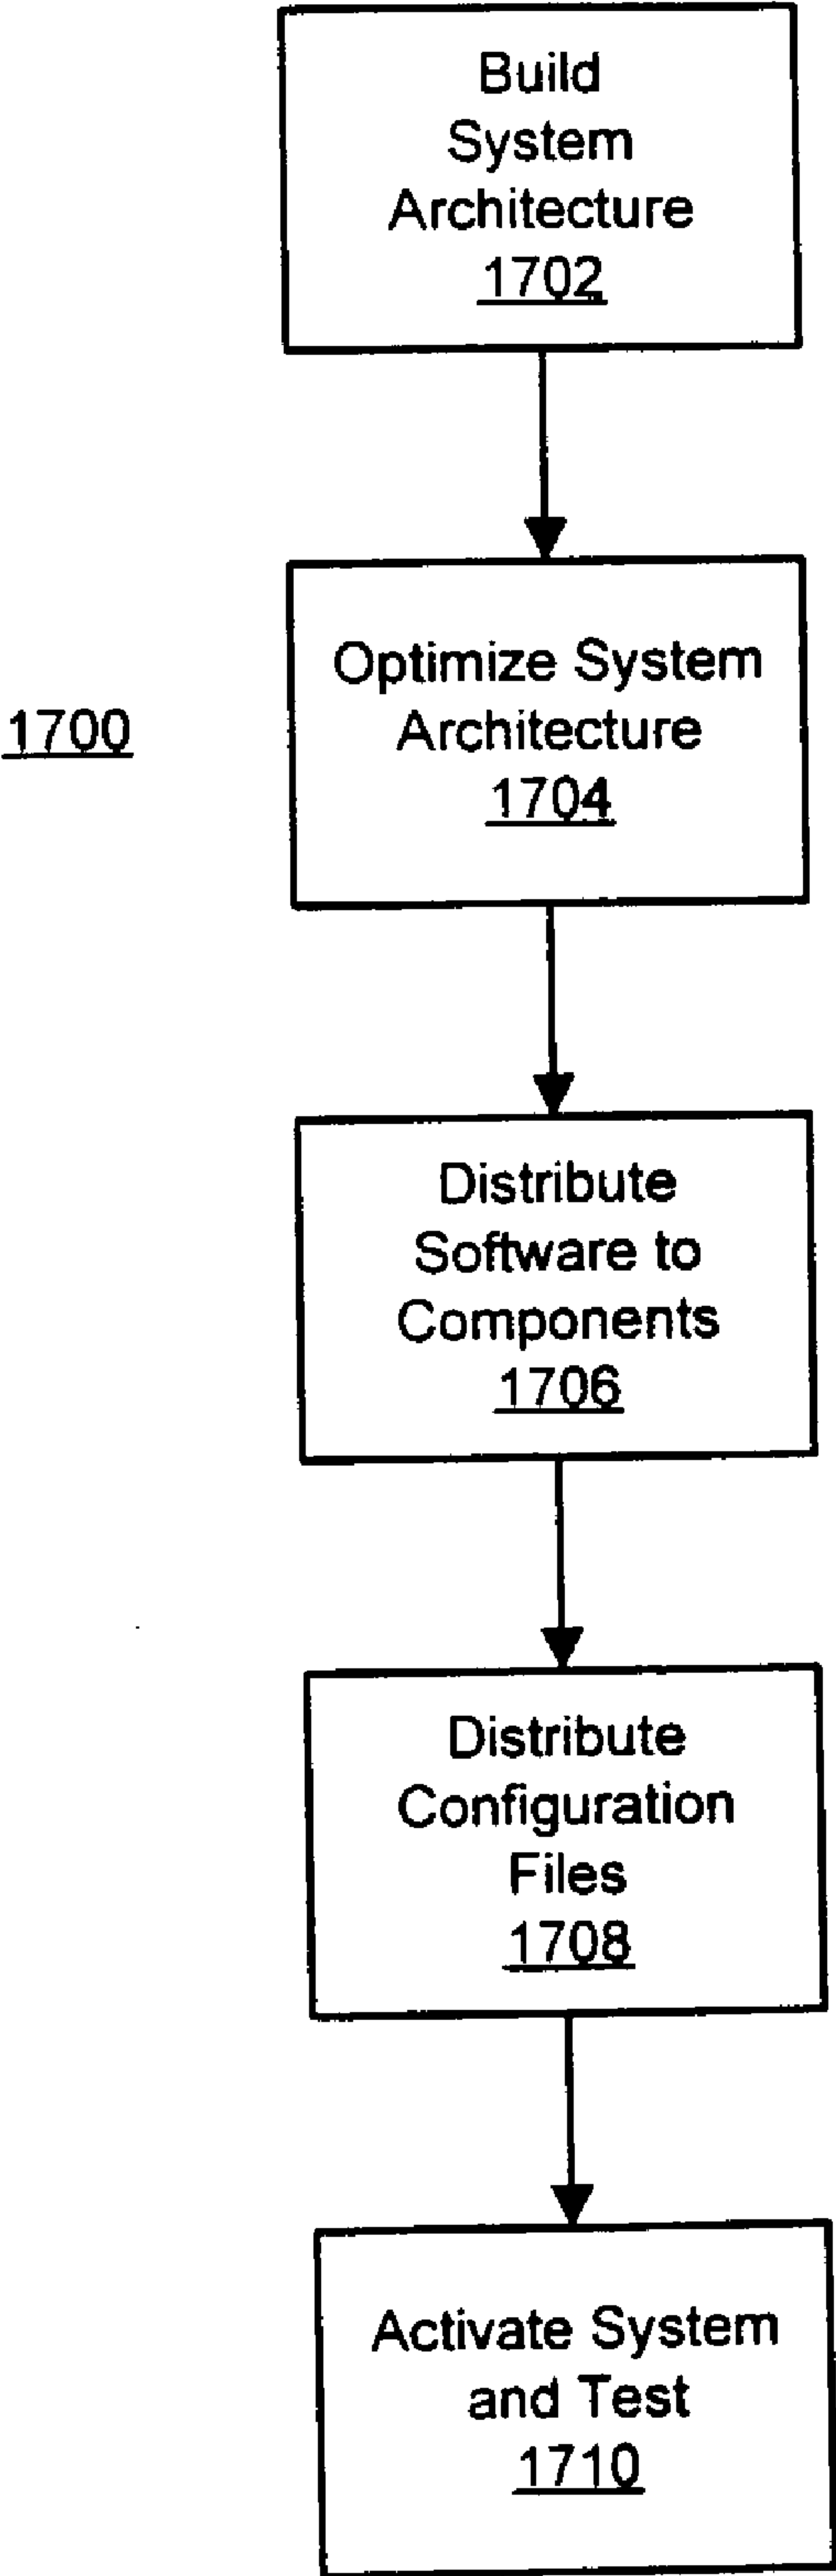 Build
System
Architecture
1702
Optimize System
Architecture
1704
1700
Distribute
Software to
Components
1706
Distribute
Configuration
Files
1708
Activate System
and Test
1710